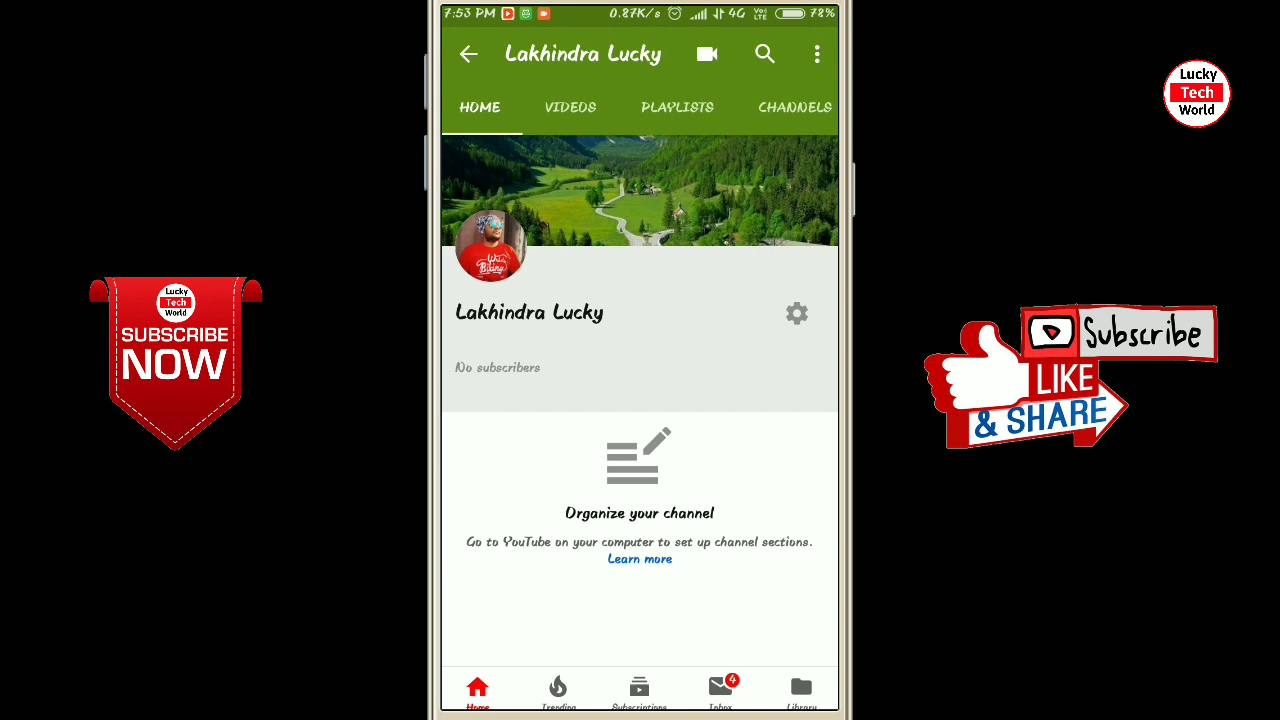 7:53 PM 0.87K/s 4G Vo LTE 78%
Lakhindra Lucky
HOME VIDEOS PLAYLISTS CHANNELS
Lakhindra Lucky
No subscribers
Organize your channel
Go to YouTube on your computer to set up channel sections.
Learn more
Home Trending Subscriptions Inbox 4 Library
Lucky
Tech
World
SUBSCRIBE
NOW
Lucky
Tech
World
Subscribe
LIKE
& SHARE